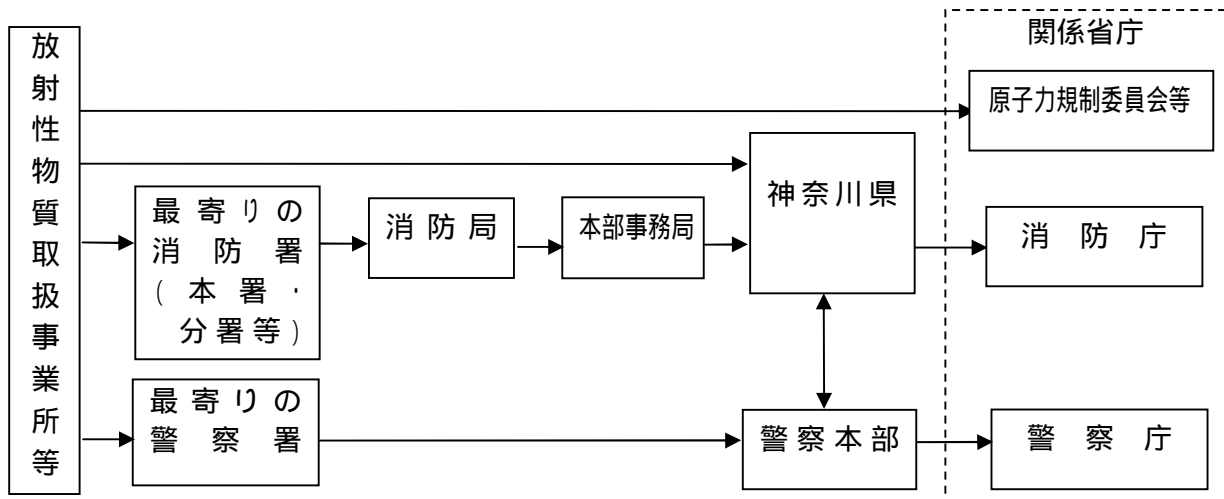 放射性物質取扱事業所等
関係省庁
原子力規制委員会等
神奈川県
最寄りの
消防署
(本署・
分署等)
消防局
本部事務局
消防庁
最寄りの
警察署
警察本部
警察庁